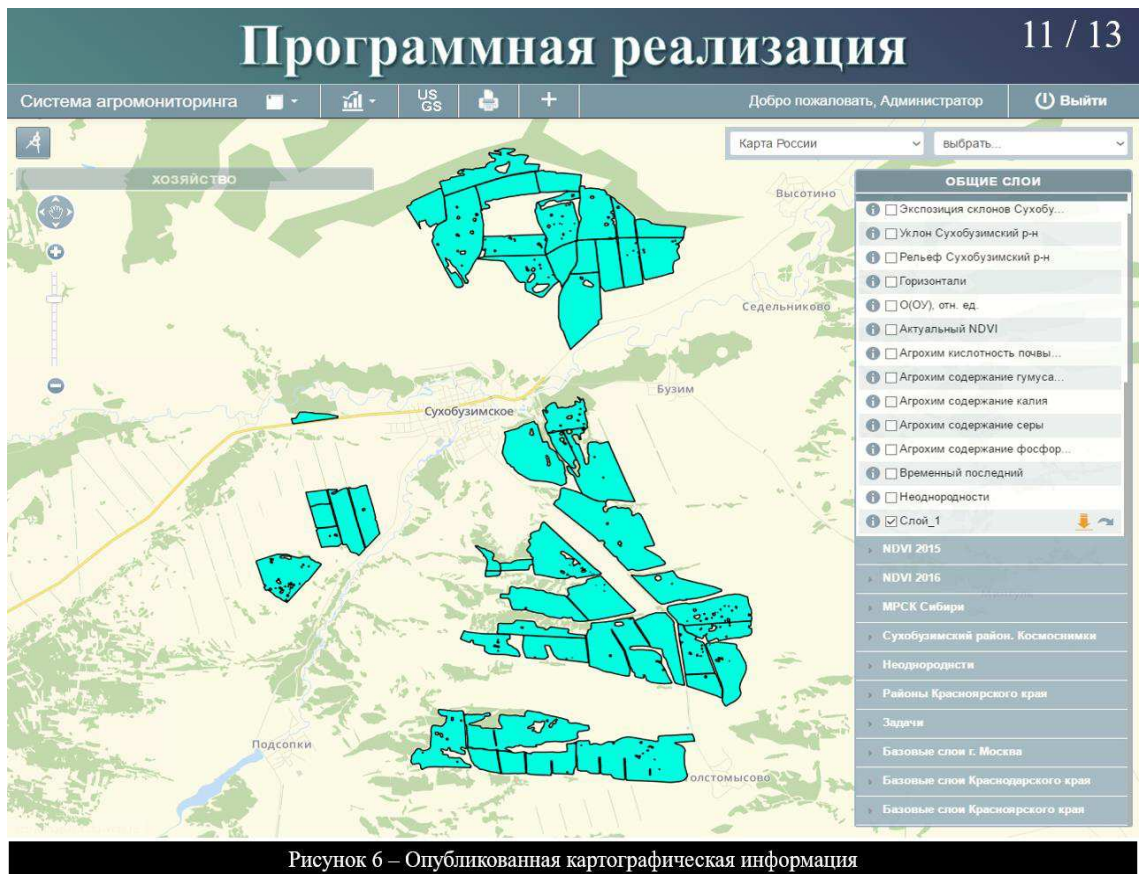 Программная реализация
11 / 13
Система агромониторинга
US
GS
Добро пожаловать, Администратор
Выйти
Карта России
выбрать...
ХОЗЯЙСТВО
ОБЩИЕ СЛОИ
Экспозиция склонов Сухобу...
Уклон Сухобузимский р-н
Рельеф Сухобузимский р-н
Горизонтали
О(ОУ), отн. ед.
Актуальный NDVI
Агрохим кислотность почвы...
Агрохим содержание гумуса...
Агрохим содержание калия
Агрохим содержание серы
Агрохим содержание фосфор...
Временный последний
Неоднородности
Слой_1
NDVI 2015
NDVI 2016
МРСК Сибири
Сухобузимский район. Космоснимки
Неоднороднсти
Районы Красноярского края
Задачи
Базовые слои г. Москва
Базовые слои Краснодарского края
Базовые слои Красноярского края
Высотино
Седельниково
Бузим
Сухобузимское
Подсопки
олстомысово
Рисунок 6 – Опубликованная картографическая информация